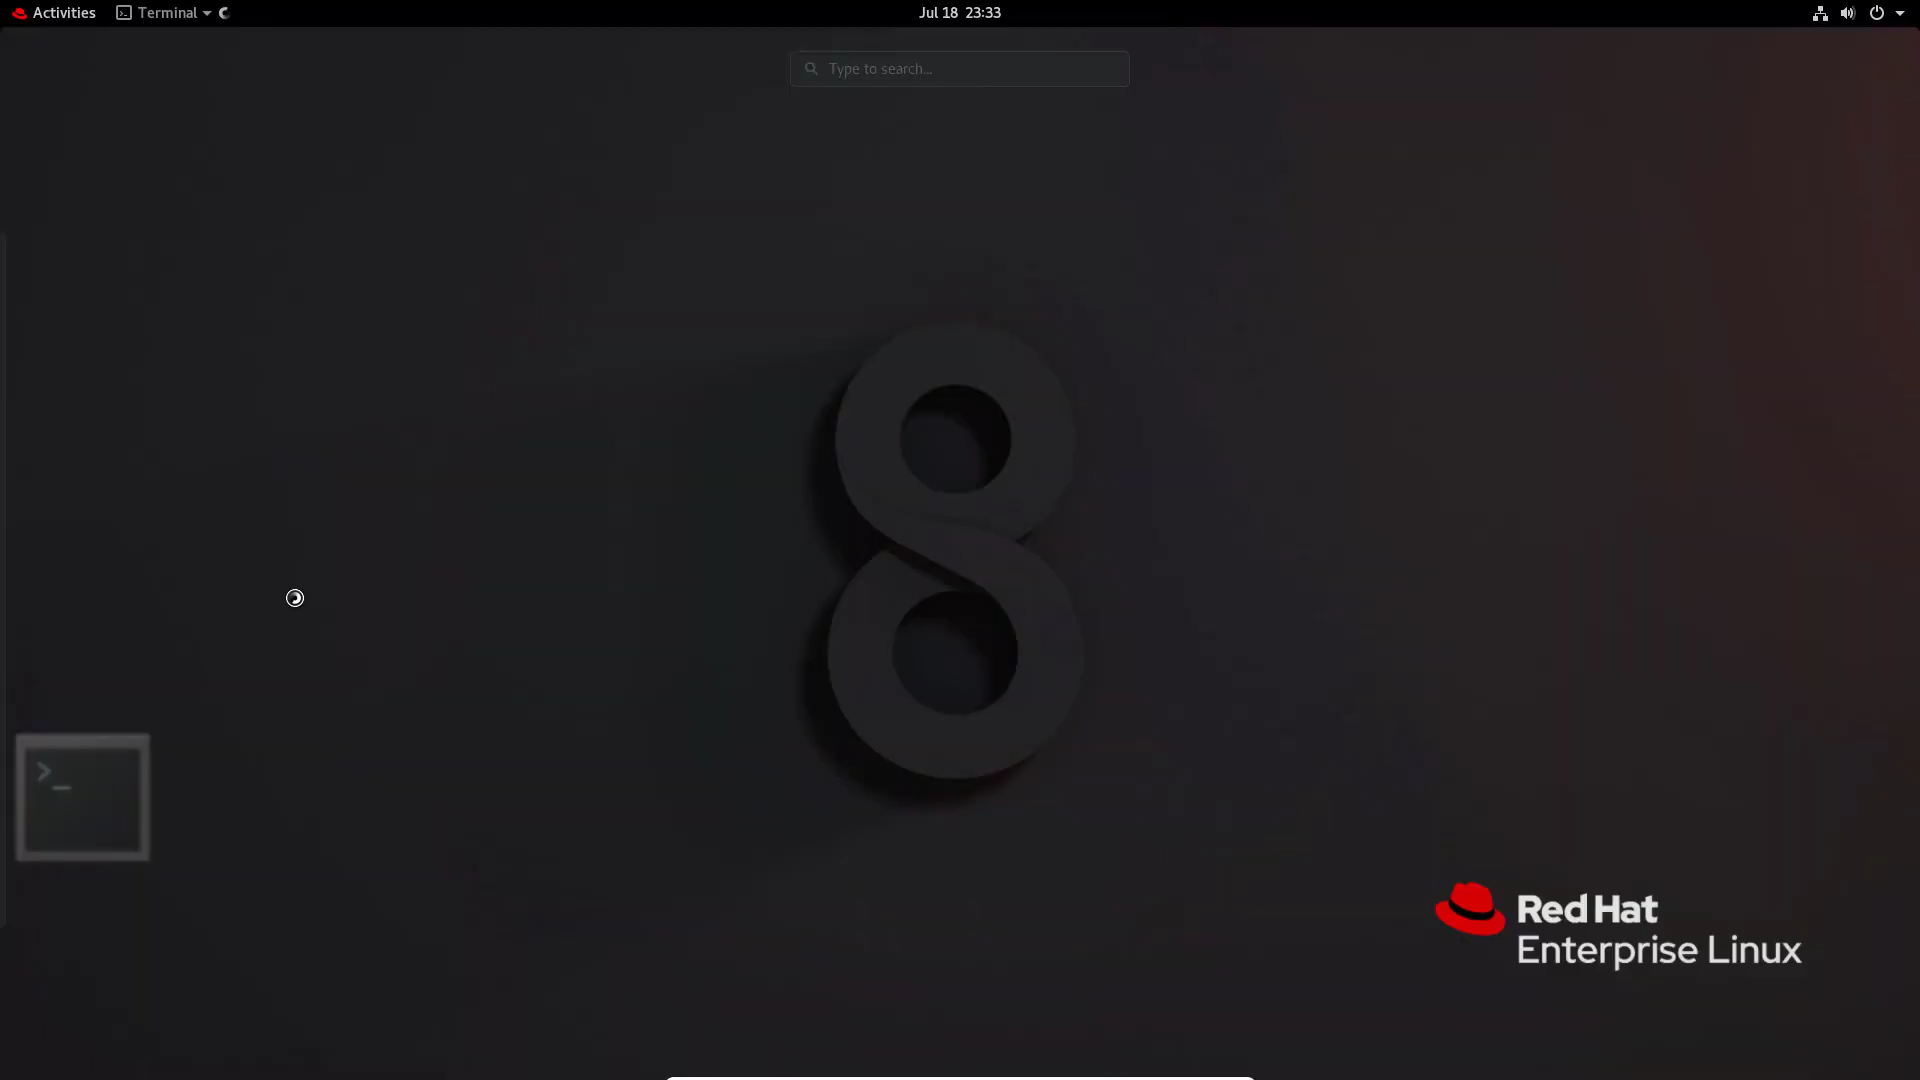 Activities
Terminal
Jul 18 23:33
Type to search...
>_
8
Red Hat
Enterprise Linux